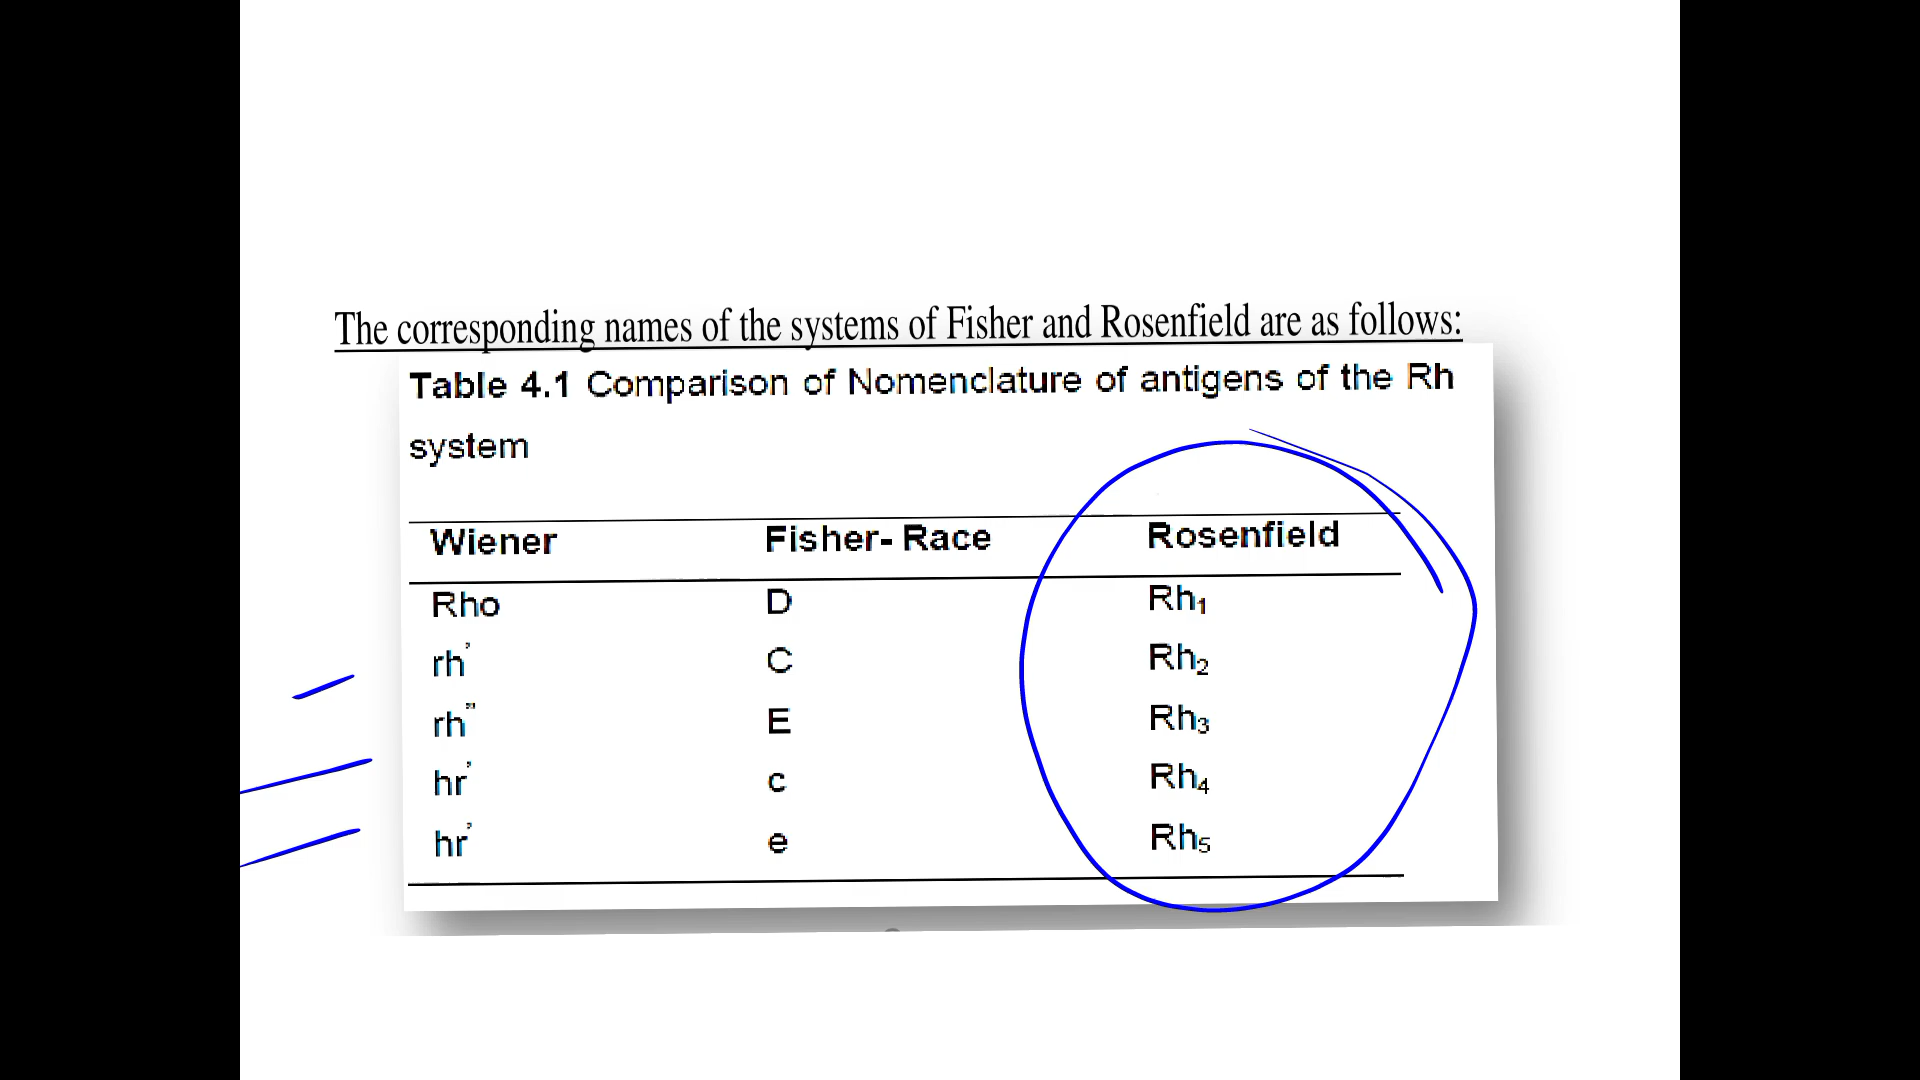 The corresponding names of the systems of Fisher and Rosenfield are as follows:
Table 4.1 Comparison of Nomenclature of antigens of the Rh
system
Wiener Fisher- Race Rosenfield
Rho D Rh₁
rh’ C Rh₂
rh” E Rh₃
hr’ c Rh₄
hr’ e Rh₅